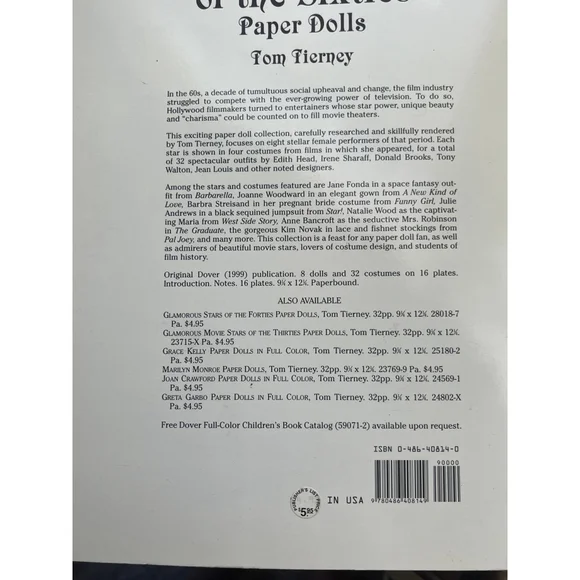 of the Sixties
Paper Dolls
Tom Tierney
In the 60s, a decade of tumultuous social upheaval and change, the film industry
struggled to compete with the ever-growing power of television. To do so,
Hollywood filmmakers turned to entertainers whose star power, unique beauty
and "charisma" could be counted on to fill movie theaters.
This exciting paper doll collection, carefully researched and skillfully rendered
by Tom Tierney, focuses on eight stellar female performers of that period. Each
star is shown in four costumes from films in which she appeared, for a total
of 32 spectacular outfits by Edith Head, Irene Sharaff, Donald Brooks, Tony
Walton, Jean Louis and other noted designers.
Among the stars and costumes featured are Jane Fonda in a space fantasy out-
fit from Barbarella, Joanne Woodward in an elegant gown from A New Kind of
Love, Barbra Streisand in her pregnant bride costume from Funny Girl, Julie
Andrews in a black sequined jumpsuit from Star!, Natalie Wood as the captivat-
ing Maria from West Side Story, Anne Bancroft as the seductive Mrs. Robinson
in The Graduate, the gorgeous Kim Novak in lace and fishnet stockings from
Pal Joey, and many more. This collection is a feast for any paper doll fan, as well
as admirers of beautiful movie stars, lovers of costume design, and students of
film history.
Original Dover (1999) publication. 8 dolls and 32 costumes on 16 plates.
Introduction. Notes. 16 plates. 9¼ x 12¼. Paperbound.
ALSO AVAILABLE
GLAMOROUS STARS OF THE FORTIES PAPER DOLLS, Tom Tierney. 32pp. 9¼ x 12¼. 28018-7
Pa. $4.95
GLAMOROUS MOVIE STARS OF THE THIRTIES PAPER DOLLS, Tom Tierney. 32pp. 9¼ x 12¼.
23715-X Pa. $4.95
GRACE KELLY PAPER DOLLS IN FULL COLOR, Tom Tierney. 32pp. 9¼ x 12¼. 25180-2
Pa. $4.95
MARILYN MONROE PAPER DOLLS, Tom Tierney. 32pp. 9¼ x 12¼. 23769-9 Pa. $4.95
JOAN CRAWFORD PAPER DOLLS IN FULL COLOR, Tom Tierney. 32pp. 9¼ x 12¼. 24569-1
Pa. $4.95
GRETA GARBO PAPER DOLLS IN FULL COLOR, Tom Tierney. 32pp. 9¼ x 12¼. 24802-X
Pa. $4.95
Free Dover Full-Color Children's Book Catalog (59071-2) available upon request.
ISBN 0-486-40814-0
90000
PUBLISHER'S LIST PRICE
$5.95
IN USA
9 780486 408149